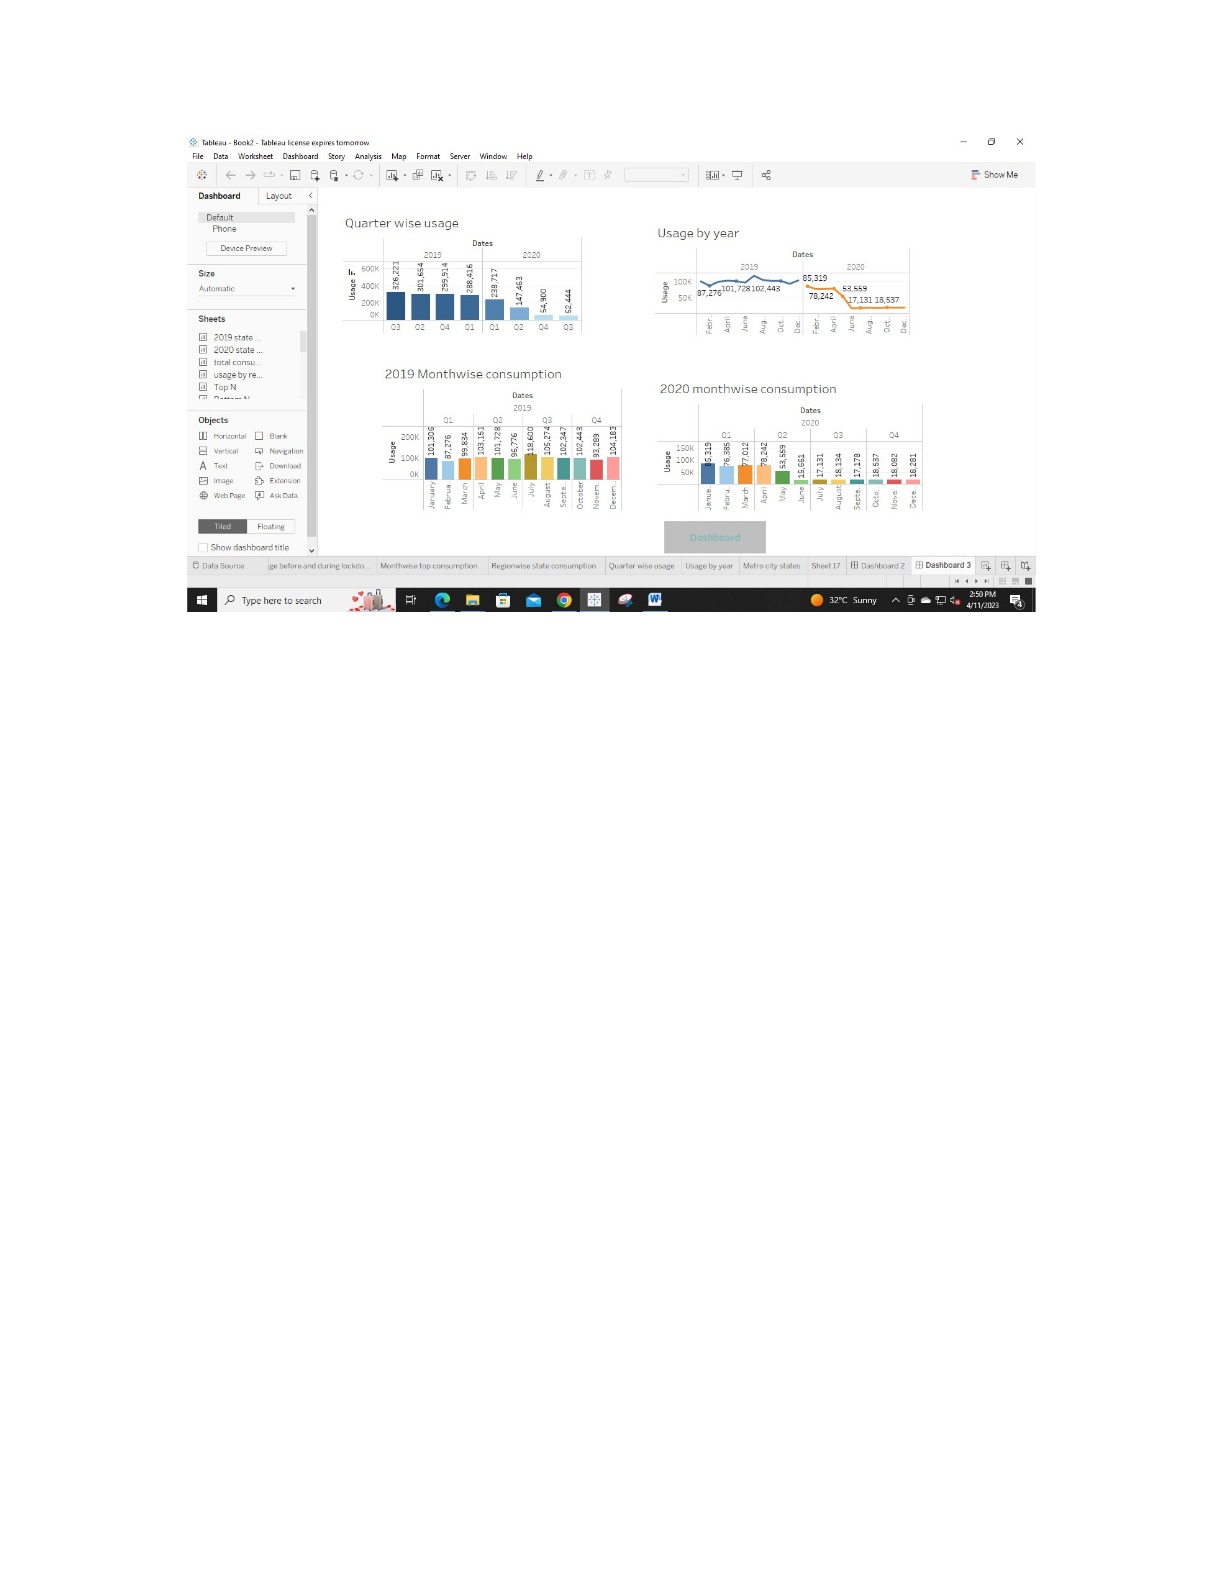 Tableau - Book2 - Tableau license expires tomorrow
File Data Worksheet Dashboard Story Analysis Map Format Server Window Help
Show Me
Dashboard Layout
Default
Phone
Device Preview
Size
Automatic
Sheets
2019 state ...
2020 state ...
total consu...
usage by re...
Top N
Objects
Horizontal Blank
Vertical Navigation
Text Download
Image Extension
Web Page Ask Data
Tiled Floating
Show dashboard title
Quarter wise usage
Dates
2019 2020
Usage
600K
400K
200K
0K
326,221 301,654 299,914 288,416 238,717 147,463 54,900 52,444
Q3 Q2 Q4 Q1 Q1 Q2 Q4 Q3
Usage by year
Dates
2019 2020
Usage
100K
50K
87,276 101,728 102,443 85,319 78,242 53,559 17,131 18,537
Febr.. April June Aug.. Oct.. Dec.. Febr.. April June Aug.. Oct.. Dec..
2019 Monthwise consumption
Dates
2019
Q1 Q2 Q3 Q4
Usage
200K
100K
0K
101,306 87,276 99,834 103,151 101,728 96,776 118,600 105,274 102,347 102,443 93,289 104,183
January Februa.. March April May June July August Septe.. October Novem.. Decem..
2020 monthwise consumption
Dates
2020
Q1 Q2 Q3 Q4
Usage
150K
100K
50K
85,319 76,385 77,012 78,242 53,559 15,661 17,131 18,134 17,178 18,537 18,082 18,281
Janua.. Febru.. March April May June July August Septe.. Octo.. Nove.. Dece..
Dashboard
Data Source ge before and during lockdo... Monthwise top consumption Regionwise state consumption Quarter wise usage Usage by year Metro city states Sheet 17 Dashboard 2 Dashboard 3
Type here to search
32°C Sunny
2:50 PM
4/11/2023
4